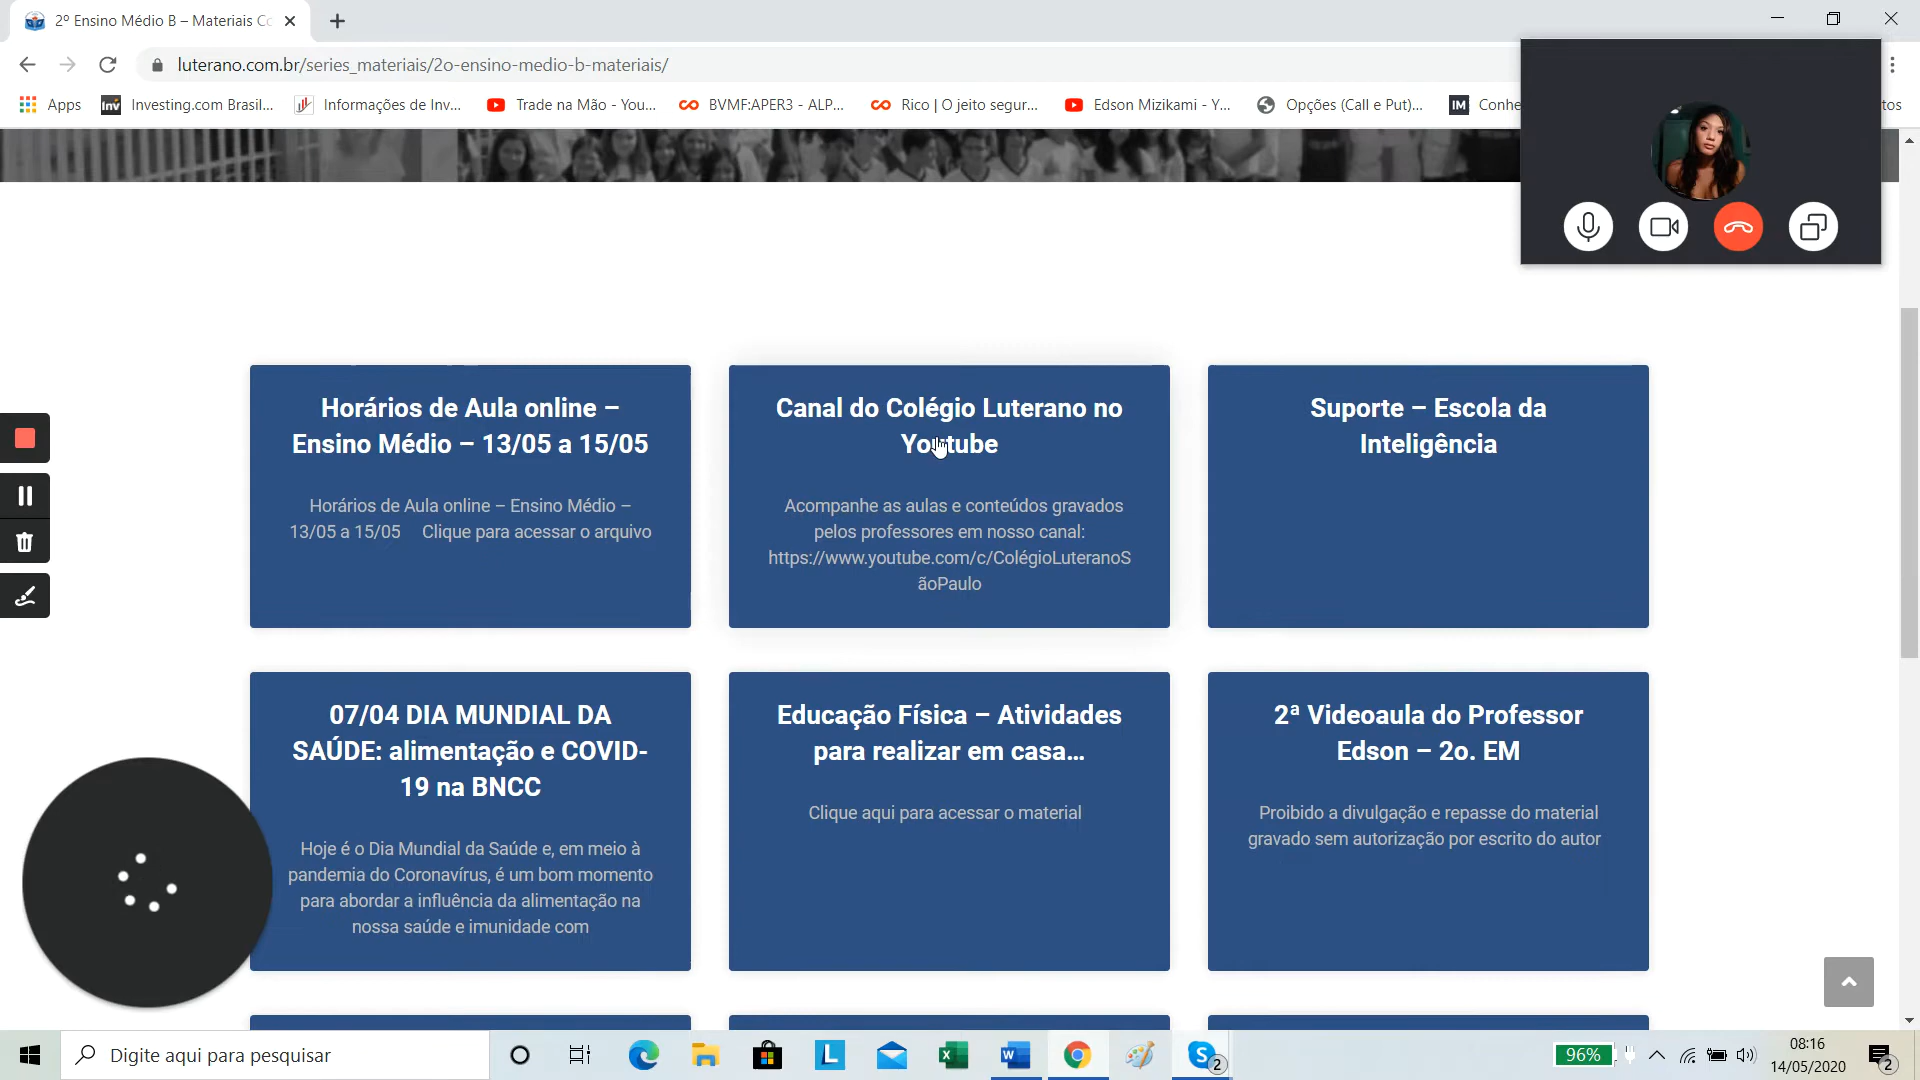 2º Ensino Médio B – Materiais Co
luterano.com.br/series_materiais/2o-ensino-medio-b-materiais/
Apps
Inv
Investing.com Brasil...
Informações de Inv...
Trade na Mão - You...
BVMF:APER3 - ALP...
Rico | O jeito segur...
Edson Mizikami - Y...
Opções (Call e Put)...
IM
Conhe
tos
Horários de Aula online –
Ensino Médio – 13/05 a 15/05
Horários de Aula online – Ensino Médio –
13/05 a 15/05 Clique para acessar o arquivo
Canal do Colégio Luterano no
Youtube
Acompanhe as aulas e conteúdos gravados
pelos professores em nosso canal:
https://www.youtube.com/c/ColégioLuteranoS
ãoPaulo
Suporte – Escola da
Inteligência
07/04 DIA MUNDIAL DA
SAÚDE: alimentação e COVID-
19 na BNCC
Hoje é o Dia Mundial da Saúde e, em meio à
pandemia do Coronavírus, é um bom momento
para abordar a influência da alimentação na
nossa saúde e imunidade com
Educação Física – Atividades
para realizar em casa...
Clique aqui para acessar o material
2ª Videoaula do Professor
Edson – 2o. EM
Proibido a divulgação e repasse do material
gravado sem autorização por escrito do autor
Digite aqui para pesquisar
L
2
96%
08:16
14/05/2020
2